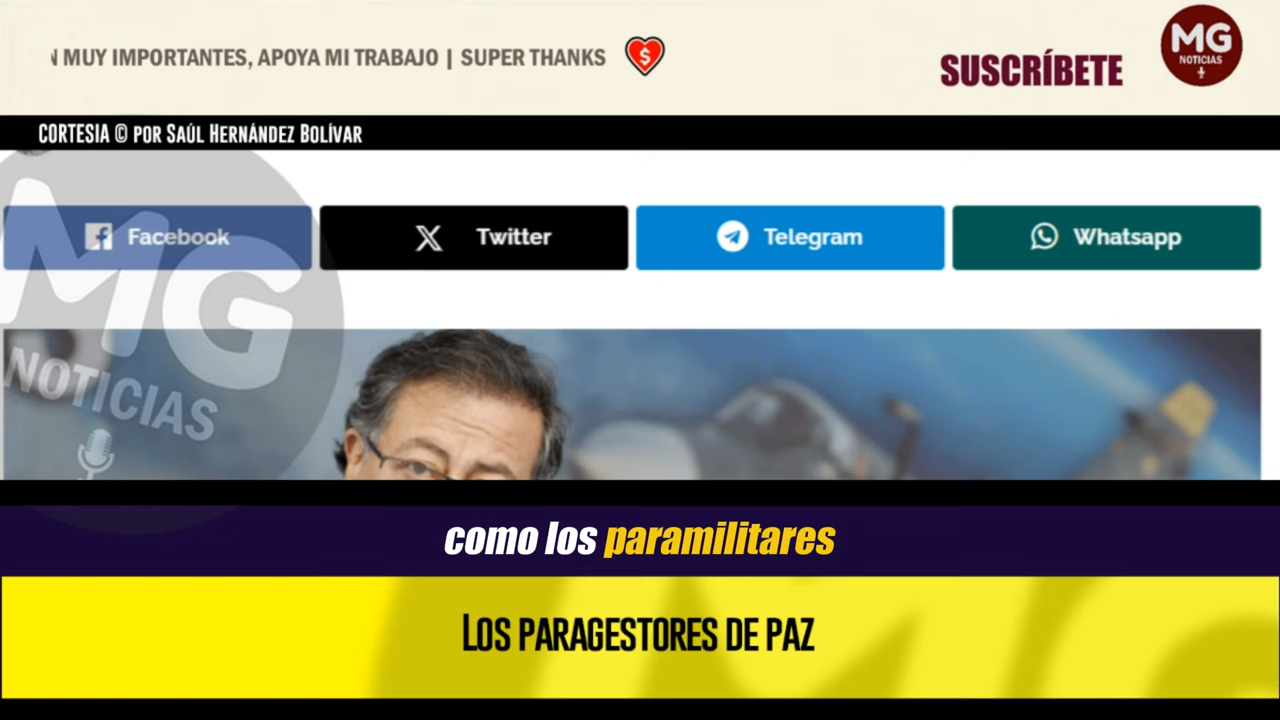 N MUY IMPORTANTES, APOYA MI TRABAJO | SUPER THANKS
SUSCRÍBETE
MG
NOTICIAS
CORTESIA © POR SAÚL HERNÁNDEZ BOLÍVAR
Facebook
Twitter
Telegram
Whatsapp
MG
NOTICIAS
como los paramilitares
LOS PARAGESTORES DE PAZ